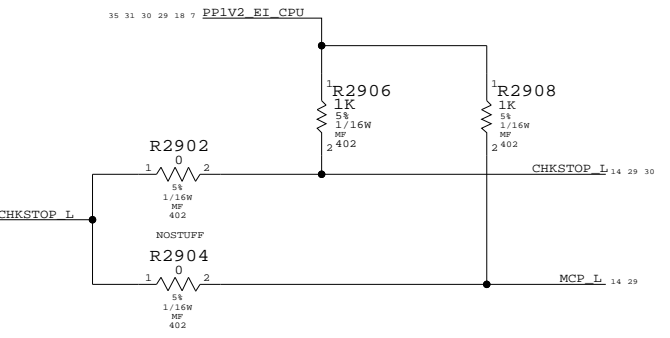 35 31 30 29 18 7 PP1V2_EI_CPU
1
R2906
1K
5%
1/16W
MF
402
2
1
R2908
1K
5%
1/16W
MF
402
2
R2902
0
1 2
5%
1/16W
MF
402
CHKSTOP_L 14 29 30
CHKSTOP_L
NOSTUFF
R2904
0
1 2
5%
1/16W
MF
402
MCP_L 14 29